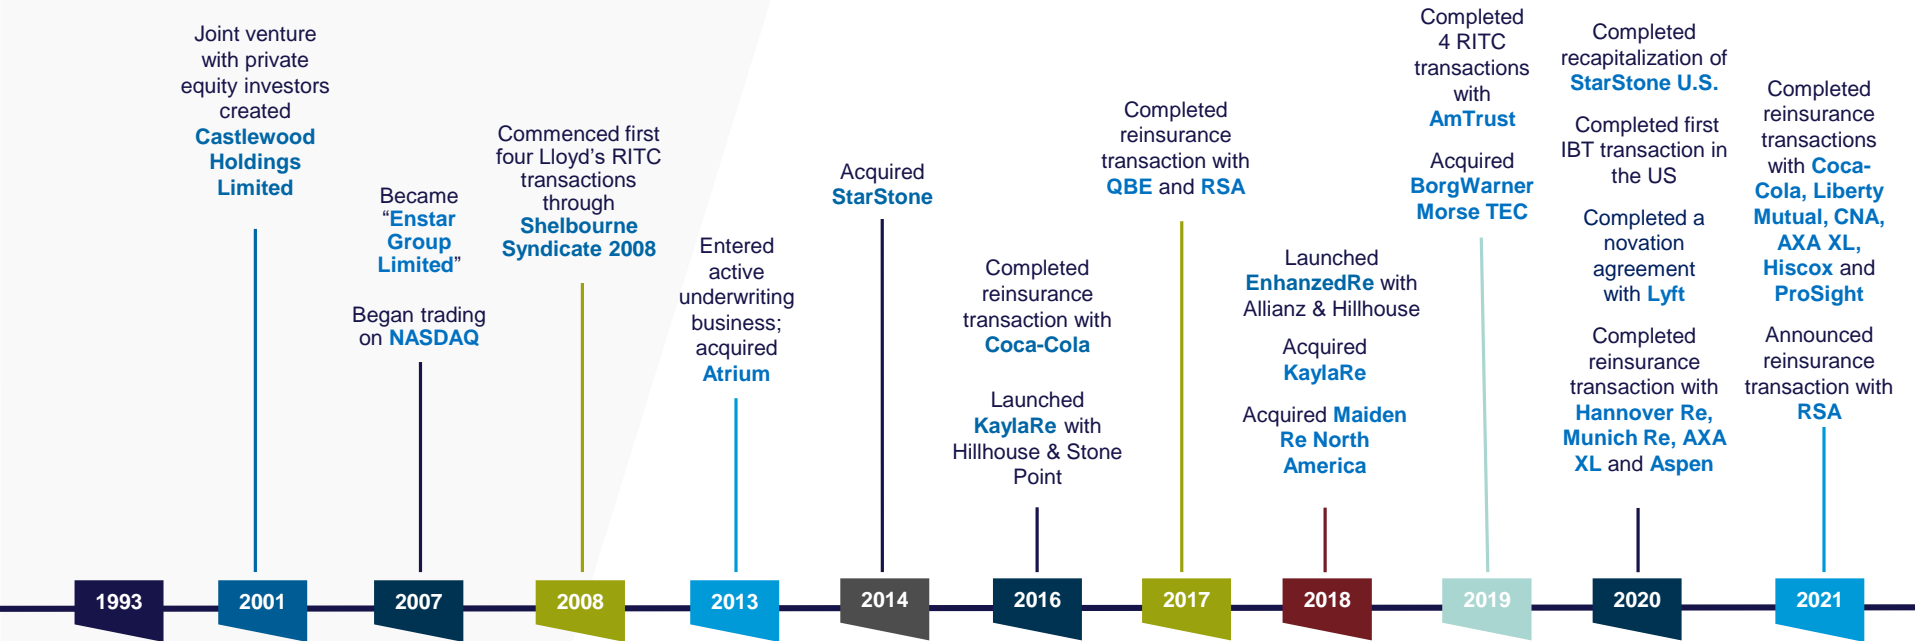 Joint venture
with private
equity investors
created
Castlewood
Holdings
Limited
Became
“Enstar
Group
Limited”
Began trading
on NASDAQ
Commenced first
four Lloyd’s RITC
transactions
through
Shelbourne
Syndicate 2008
Entered
active
underwriting
business;
acquired
Atrium
Acquired
StarStone
Completed
reinsurance
transaction with
Coca-Cola
Launched
KaylaRe with
Hillhouse & Stone
Point
Completed
reinsurance
transaction with
QBE and RSA
Launched
EnhanzedRe with
Allianz & Hillhouse
Acquired
KaylaRe
Acquired Maiden
Re North
America
Completed
4 RITC
transactions
with
AmTrust
Acquired
BorgWarner
Morse TEC
Completed
recapitalization of
StarStone U.S.
Completed first
IBT transaction in
the US
Completed a
novation
agreement
with Lyft
Completed
reinsurance
transaction with
Hannover Re,
Munich Re, AXA
XL and Aspen
Completed
reinsurance
transactions
with Coca-
Cola, Liberty
Mutual, CNA,
AXA XL,
Hiscox and
ProSight
Announced
reinsurance
transaction with
RSA
1993
2001
2007
2008
2013
2014
2016
2017
2018
2019
2020
2021